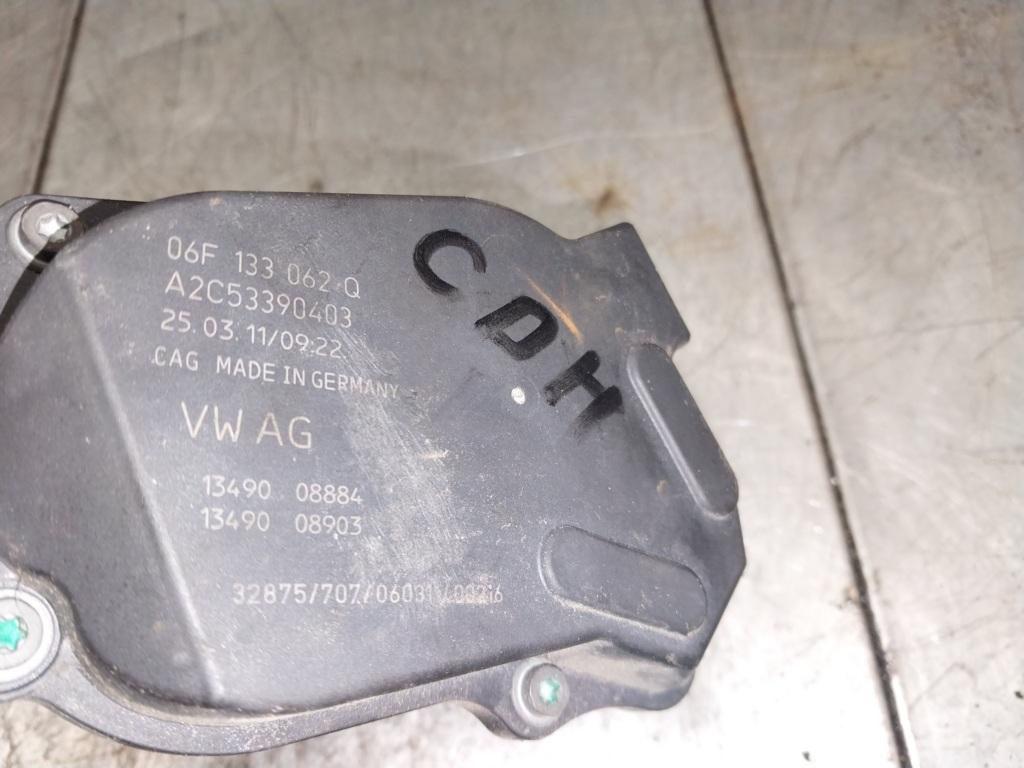 06F 133 062 Q
A2C53390403
25.03.11/09:22
CAG MADE IN GERMANY
VW AG
13490 08884
13490 08903
32875/707/06031/00216
CDH